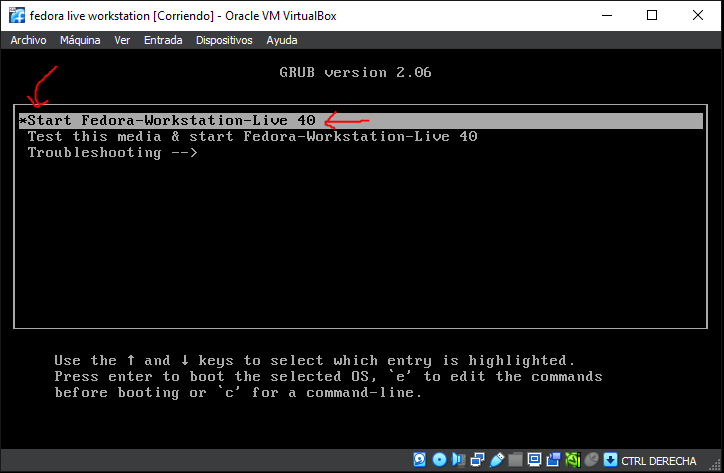 fedora live workstation [Corriendo] - Oracle VM VirtualBox
Archivo Máquina Ver Entrada Dispositivos Ayuda
GRUB version 2.06
*Start Fedora-Workstation-Live 40
Test this media & start Fedora-Workstation-Live 40
Troubleshooting -->
Use the ↑ and ↓ keys to select which entry is highlighted.
Press enter to boot the selected OS, `e' to edit the commands
before booting or `c' for a command-line.
CTRL DERECHA